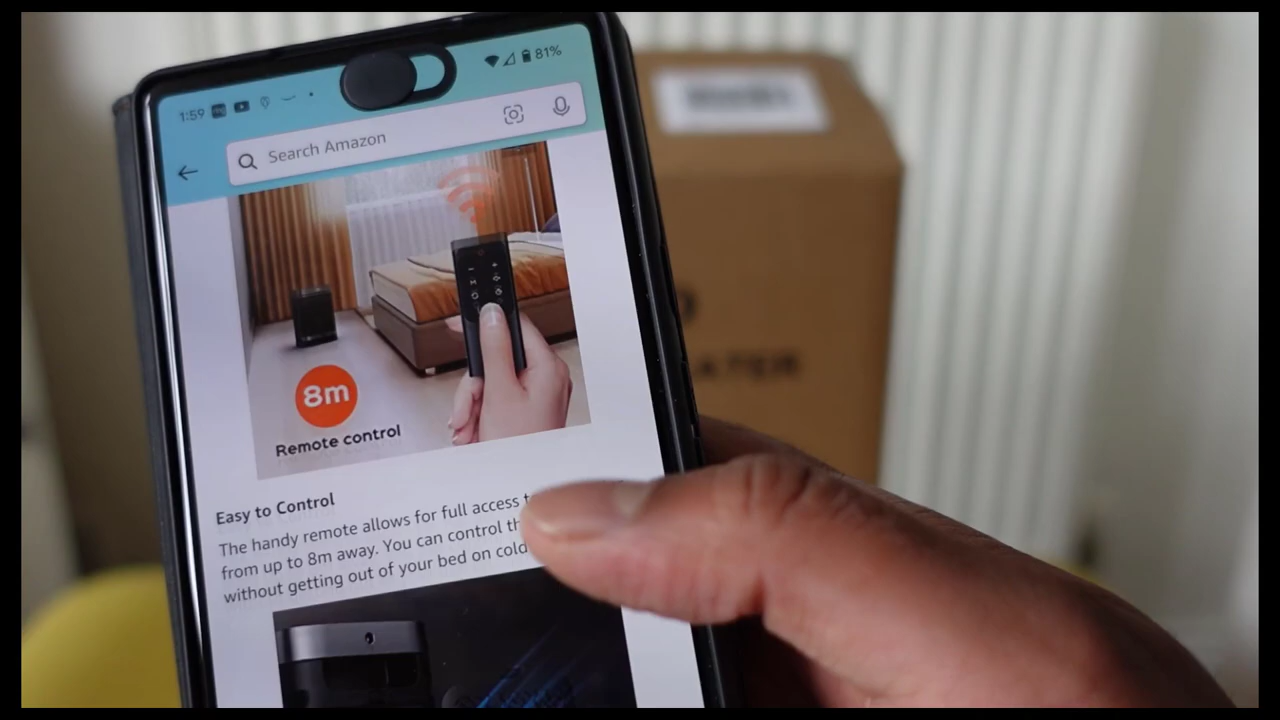 1:59
81%
Search Amazon
8m
Remote control
Easy to Control
The handy remote allows for full access
from up to 8m away. You can control
without getting out of your bed on cold